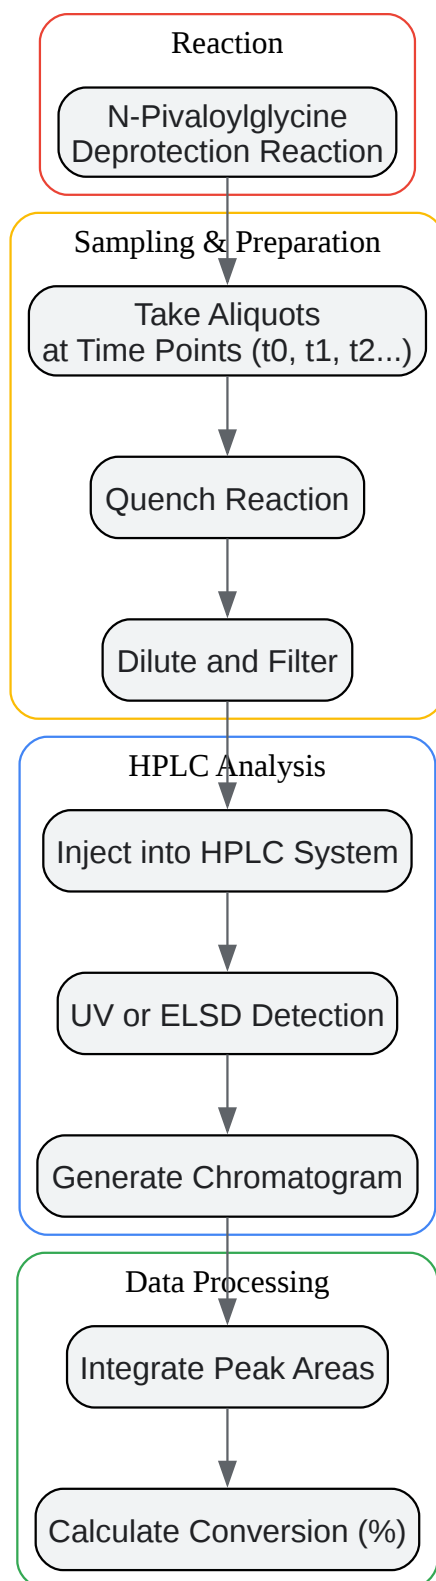 Reaction
N-Pivaloylglycine
Deprotection Reaction
Sampling & Preparation
Take Aliquots
at Time Points (t0, t1, t2...)
Quench Reaction
Dilute and Filter
HPLC Analysis
Inject into HPLC System
UV or ELSD Detection
Generate Chromatogram
Data Processing
Integrate Peak Areas
Calculate Conversion (%)